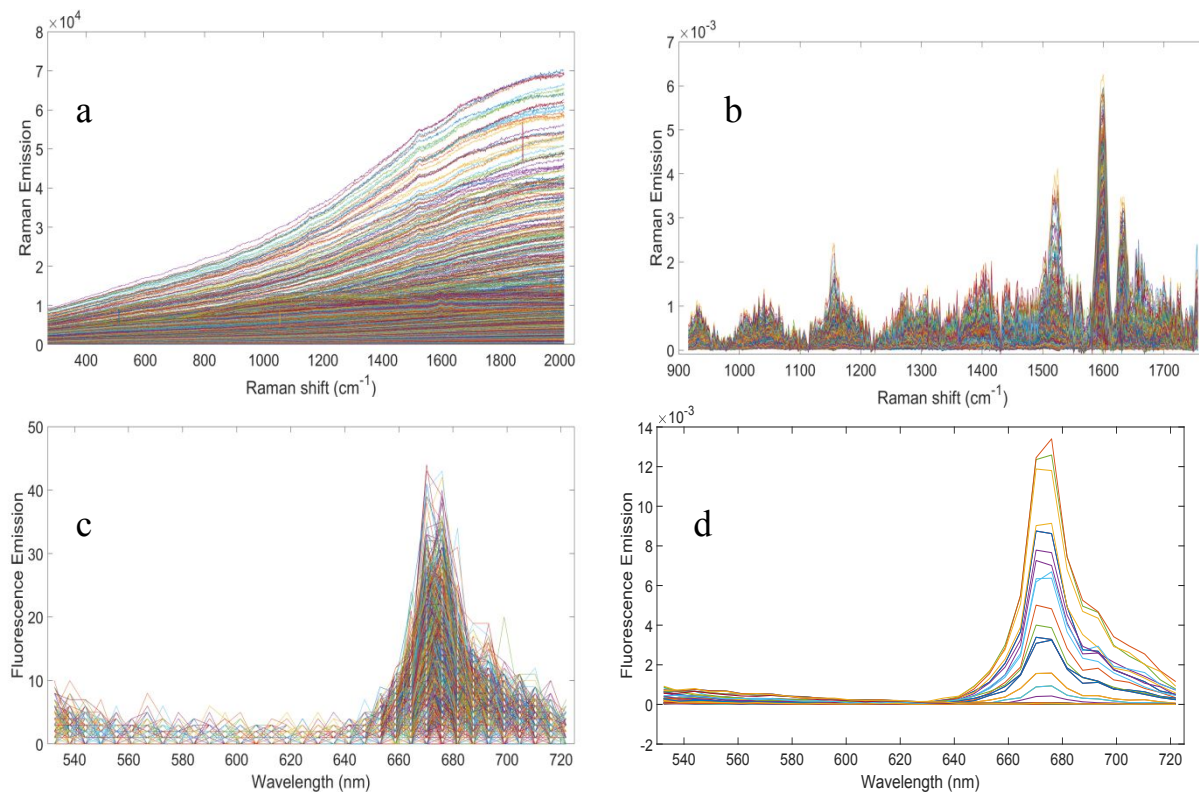 ×10⁴
8
7
6
5
4
3
2
1
0
Raman Emission
a
400 600 800 1000 1200 1400 1600 1800 2000
Raman shift (cm⁻¹)
×10⁻³
7
6
5
4
3
2
1
0
Raman Emission
b
900 1000 1100 1200 1300 1400 1500 1600 1700
Raman shift (cm⁻¹)
50
40
30
20
10
0
Fluorescence Emission
c
540 560 580 600 620 640 660 680 700 720
Wavelength (nm)
×10⁻³
14
12
10
8
6
4
2
0
-2
Fluorescence Emission
d
540 560 580 600 620 640 660 680 700 720
Wavelength (nm)